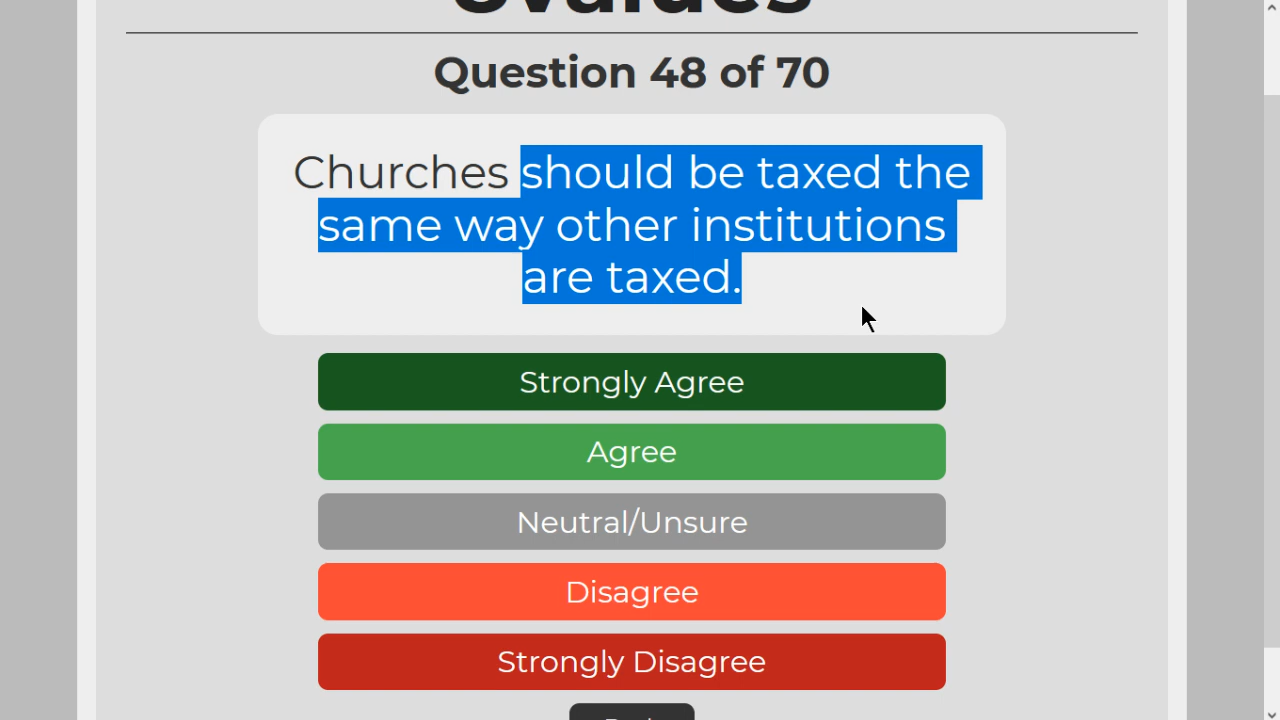 Question 48 of 70
Churches should be taxed the
same way other institutions
are taxed.
Strongly Agree
Agree
Neutral/Unsure
Disagree
Strongly Disagree